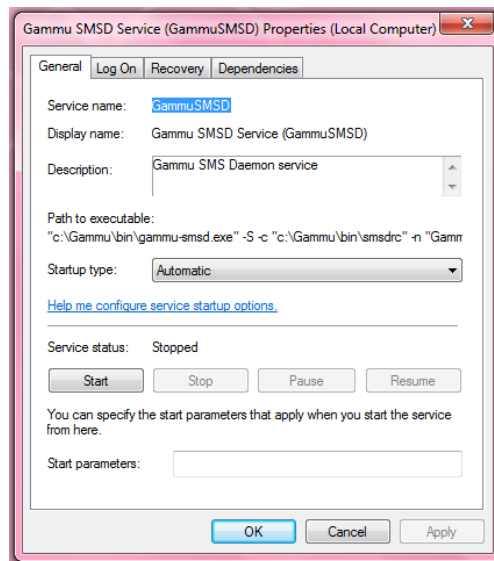 Gammu SMSD Service (GammuSMSD) Properties (Local Computer)
General Log On Recovery Dependencies
Service name: GammuSMSD
Display name: Gammu SMSD Service (GammuSMSD)
Description: Gammu SMS Daemon service
Path to executable:
"c:\Gammu\bin\gammu-smsd.exe" -S -c "c:\Gammu\bin\smsdrc" -n "Gamm
Startup type: Automatic
Help me configure service startup options.
Service status: Stopped
Start Stop Pause Resume
You can specify the start parameters that apply when you start the service
from here.
Start parameters:
OK Cancel Apply